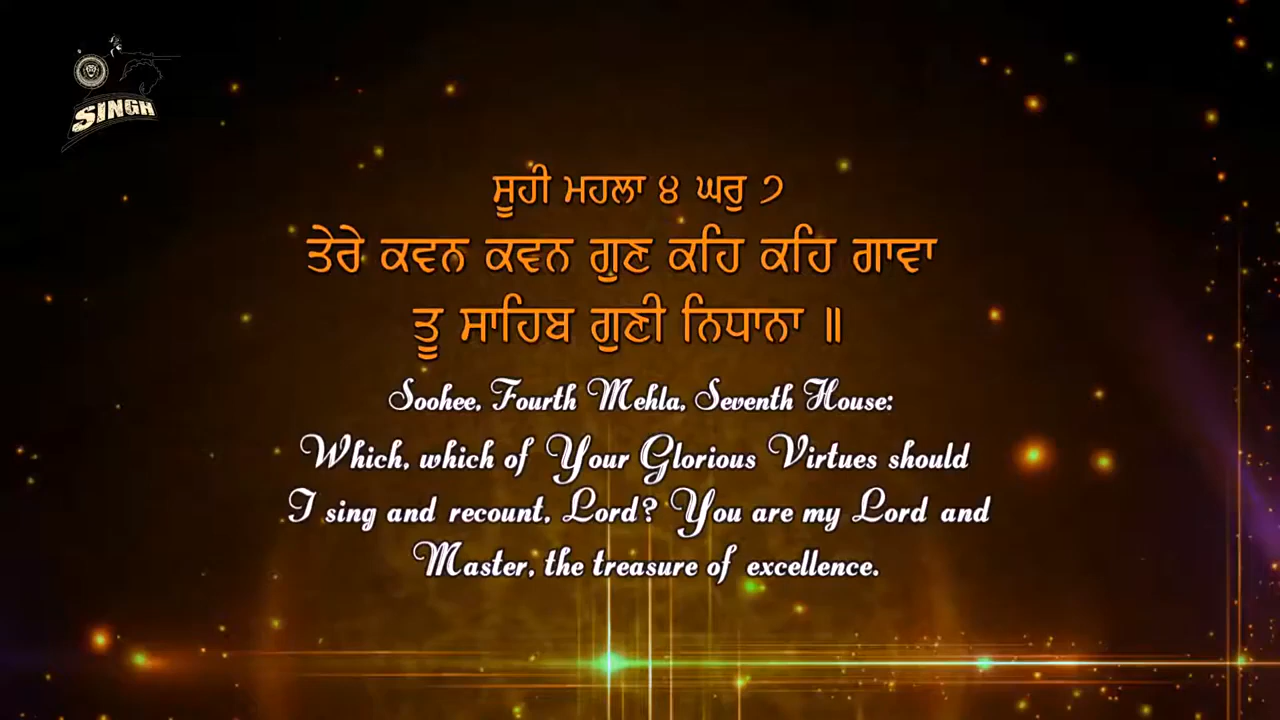 SINGH
ਸੂਹੀ ਮਹਲਾ ੪ ਘਰੁ ੭
ਤੇਰੇ ਕਵਨ ਕਵਨ ਗੁਣ ਕਹਿ ਕਹਿ ਗਾਵਾ
ਤੂ ਸਾਹਿਬ ਗੁਣੀ ਨਿਧਾਨਾ ॥
Soohee, Fourth Mehla, Seventh House:
Which, which of Your Glorious Virtues should
I sing and recount, Lord? You are my Lord and
Master, the treasure of excellence.